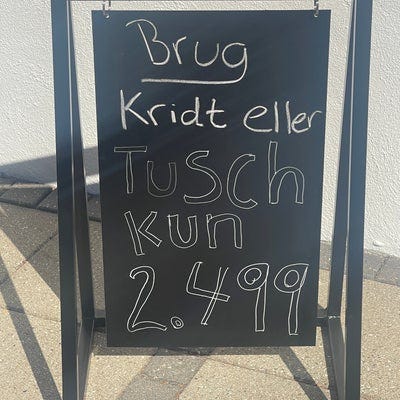 Brug
Kridt eller
Tusch
kun
2.499